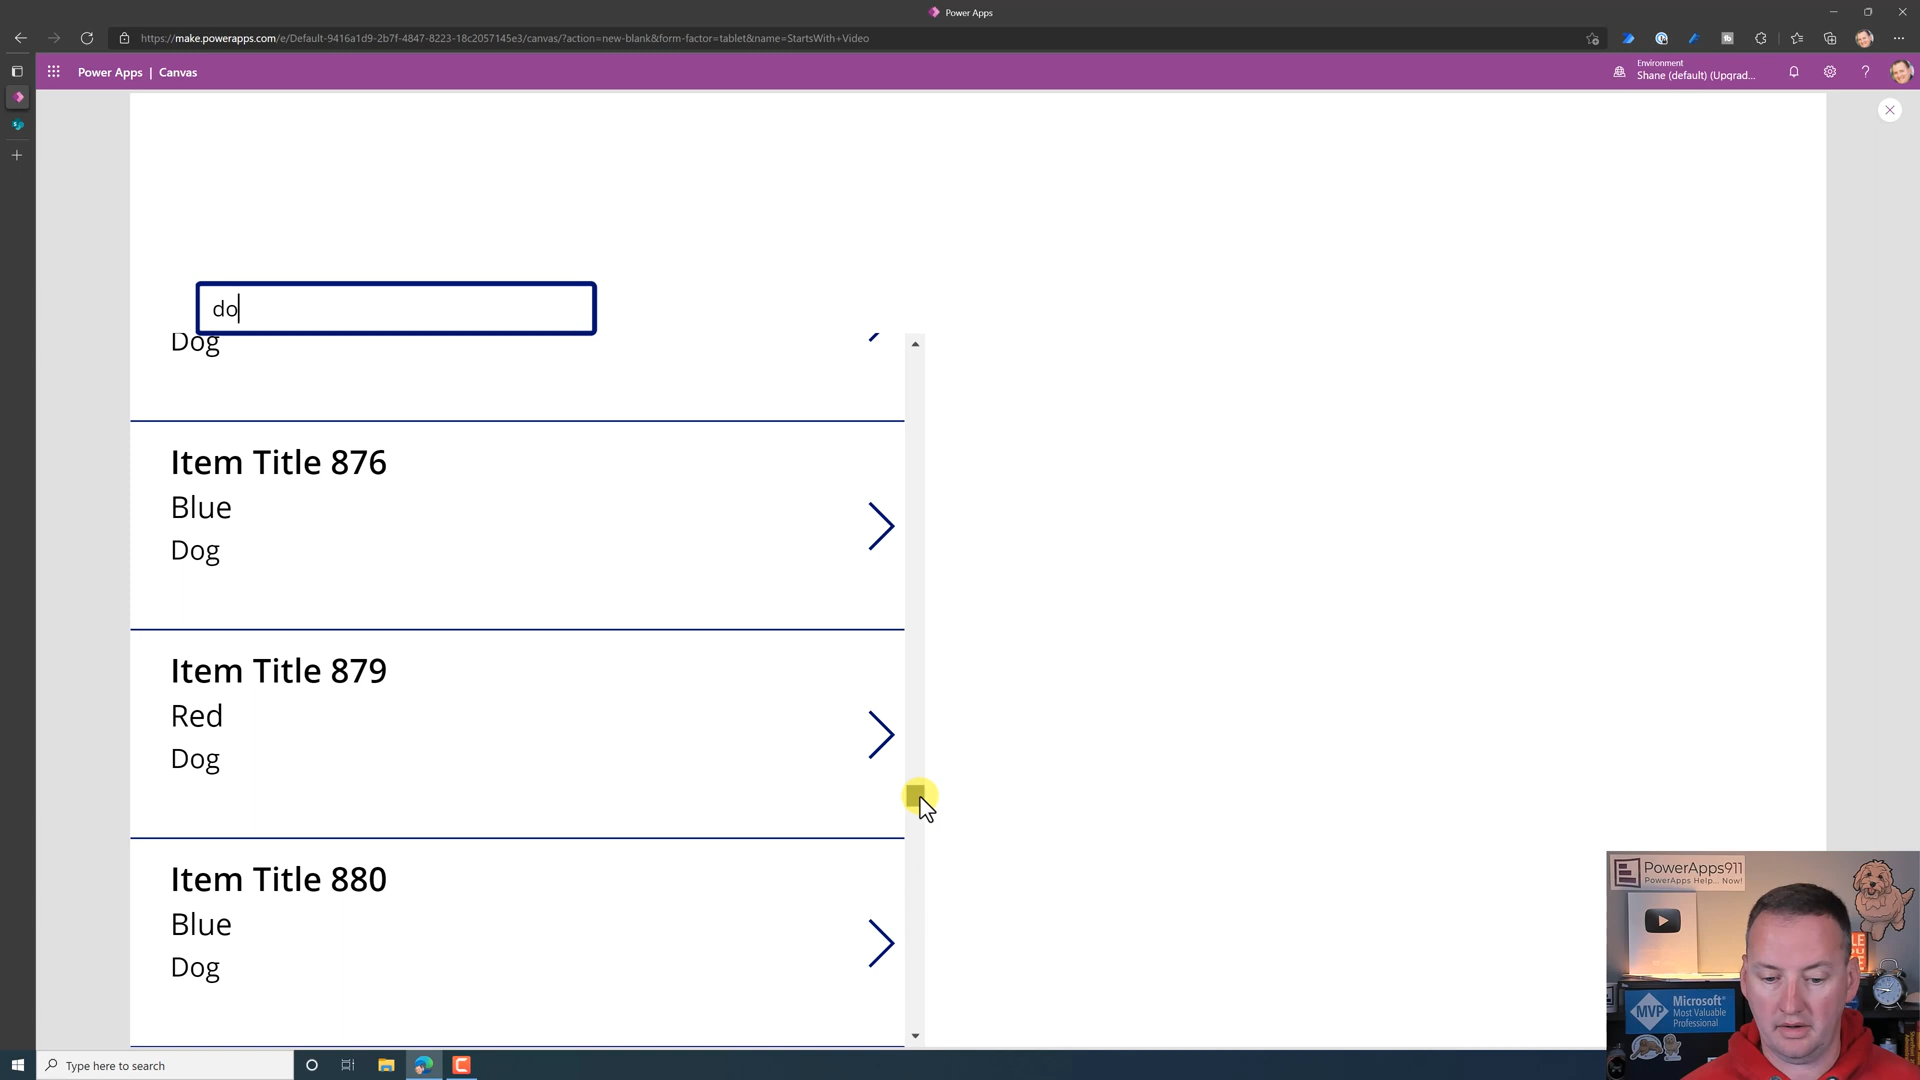 Power Apps
https://make.powerapps.com/e/Default-9416a1d9-2b7f-4847-8223-18c2057145e3/canvas/?action=new-blank&form-factor=tablet&name=StartsWith+Video
Power Apps | Canvas
Environment
Shane (default) (Upgrad...
do
Dog
Item Title 876
Blue
Dog
Item Title 879
Red
Dog
Item Title 880
Blue
Dog
PowerApps911
PowerApps Help... Now!
MVP
Microsoft
Most Valuable
Professional
Type here to search